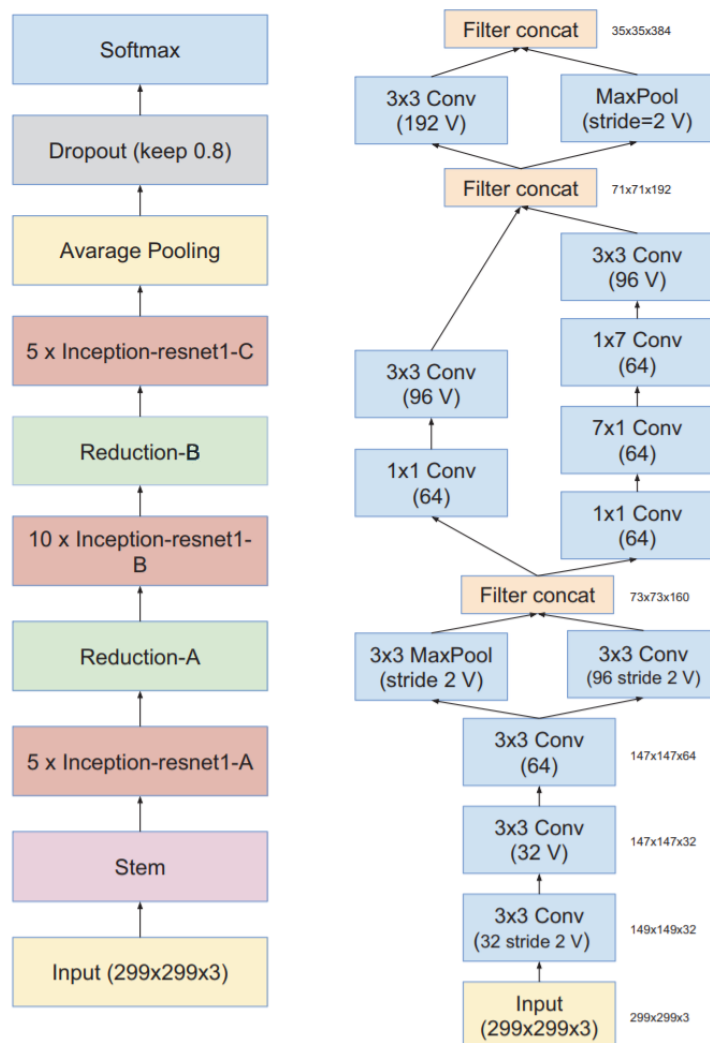 Softmax
Dropout (keep 0.8)
Avarage Pooling
5 x Inception-resnet1-C
Reduction-B
10 x Inception-resnet1-
B
Reduction-A
5 x Inception-resnet1-A
Stem
Input (299x299x3)
Filter concat
35x35x384
3x3 Conv
(192 V)
MaxPool
(stride=2 V)
Filter concat
71x71x192
3x3 Conv
(96 V)
1x7 Conv
(64)
3x3 Conv
(96 V)
7x1 Conv
(64)
1x1 Conv
(64)
1x1 Conv
(64)
Filter concat
73x73x160
3x3 MaxPool
(stride 2 V)
3x3 Conv
(96 stride 2 V)
3x3 Conv
(64)
147x147x64
3x3 Conv
(32 V)
147x147x32
3x3 Conv
(32 stride 2 V)
149x149x32
Input
(299x299x3)
299x299x3